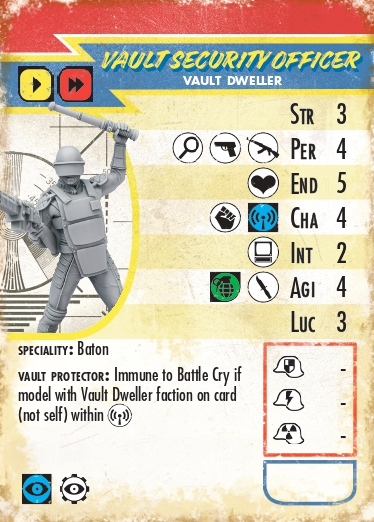 VAULT SECURITY OFFICER
VAULT DWELLER
STR 3
PER 4
END 5
CHA 4
INT 2
AGI 4
LUC 3
SPECIALITY: Baton
VAULT PROTECTOR: Immune to Battle Cry if
model with Vault Dweller faction on card
(not self) within
-
-
-